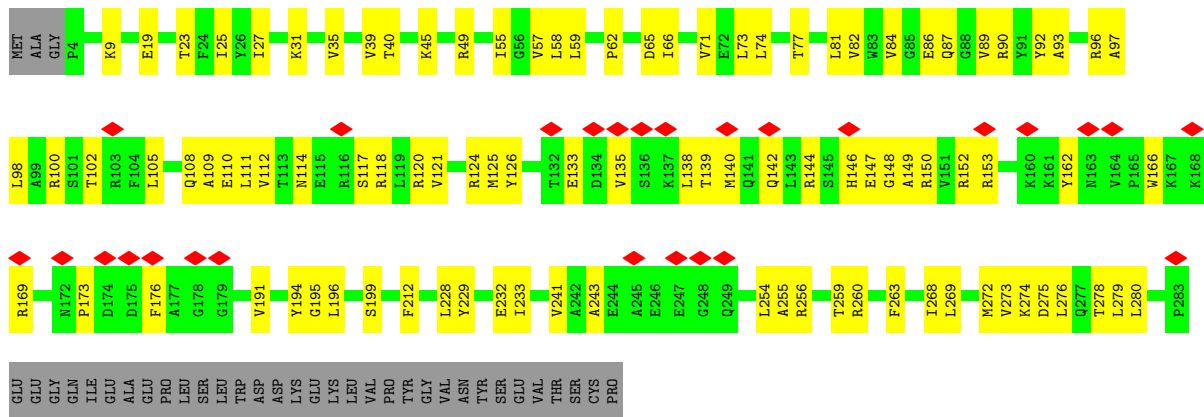 MET ALA GLY P4 K9 E19 T23 F24 I25 Y26 I27 K31 V35 V39 T40 K45 R49 I55 G56 V57 L58 L59 P62 D65 I66 V71 E72 L73 L74 T77 L81 V82 W83 V84 G85 E86 Q87 G88 V89 R90 Y91 Y92 A93 R96 A97
L98 A99 R100 S101 T102 R103 F104 L105 Q108 A109 E110 L111 V112 T113 N114 E115 R116 S117 R118 L119 R120 V121 R124 M125 Y126 T132 E133 D134 V135 S136 K137 L138 T139 M140 Q141 Q142 L143 R144 S145 H146 E147 G148 A149 R150 V151 R152 R153 K160 K161 Y162 N163 V164 P165 W166 K167 K168
R169 N172 P173 D174 D175 F176 A177 G178 G179 V191 Y194 G195 L196 S199 F212 L228 Y229 E232 I233 V241 A242 A243 E244 A245 E246 E247 G248 Q249 L254 A255 R256 T259 R260 F263 I268 L269 M272 V273 K274 D275 L276 Q277 T278 L279 L280 P283
GLU GLU GLY GLN ILE GLU ALA GLU PRO LEU SER LEU TRP ASP ASP LYS GLU LYS LEU VAL PRO TYR GLY VAL ASN TYR SER GLU VAL THR SER CYS PRO